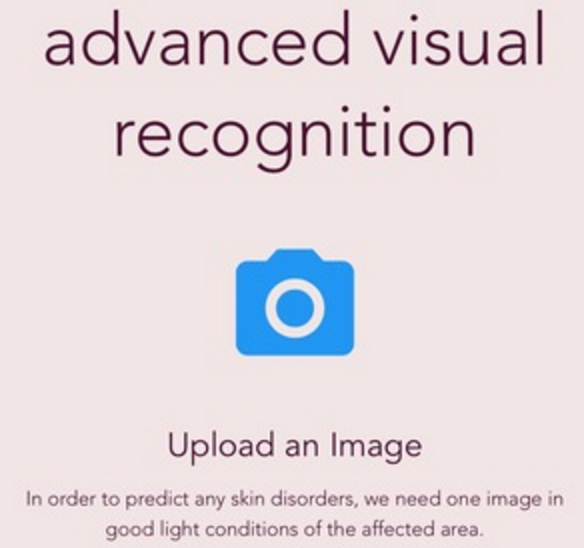 advanced visual
recognition
Upload an Image
In order to predict any skin disorders, we need one image in
good light conditions of the affected area.